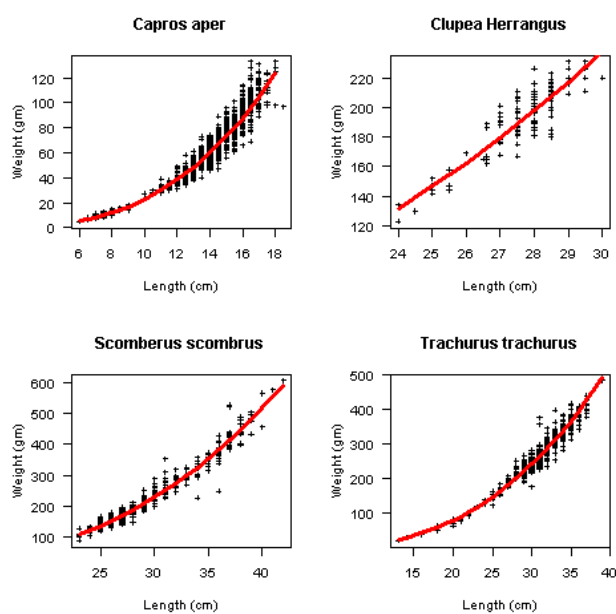 Capros aper
Clupea Herrangus
Weight (gm)
120
100
80
60
40
20
0
6 8 10 12 14 16 18
Length (cm)
Weight (gm)
220
200
180
160
140
120
24 25 26 27 28 29 30
Length (cm)
Scomberus scombrus
Trachurus trachurus
Weight (gm)
600
500
400
300
200
100
25 30 35 40
Length (cm)
Weight (gm)
500
400
300
200
100
15 20 25 30 35 40
Length (cm)